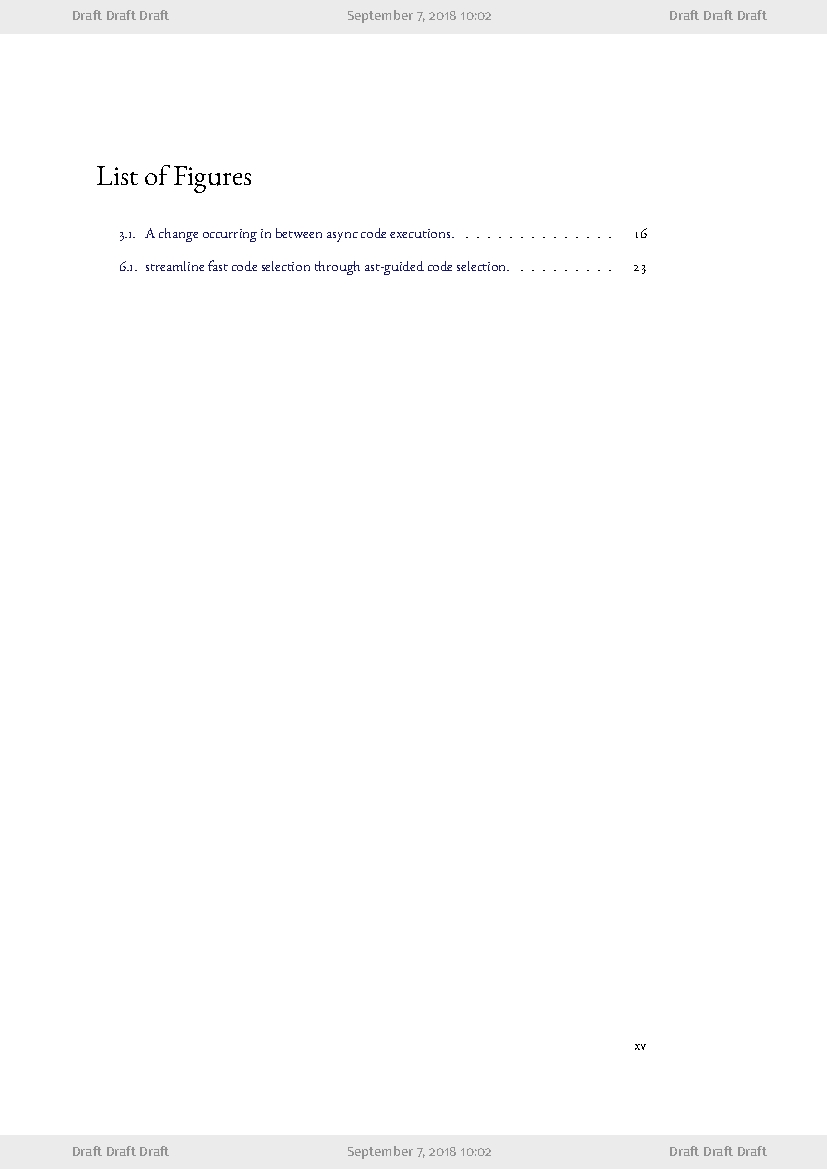 Draft Draft Draft September 7, 2018 10:02 Draft Draft Draft
List of Figures
3.1. A change occurring in between async code executions. . . . . . . . . . . . . . . 16
6.1. streamline fast code selection through ast-guided code selection. . . . . . . . . . 23
xv
Draft Draft Draft September 7, 2018 10:02 Draft Draft Draft